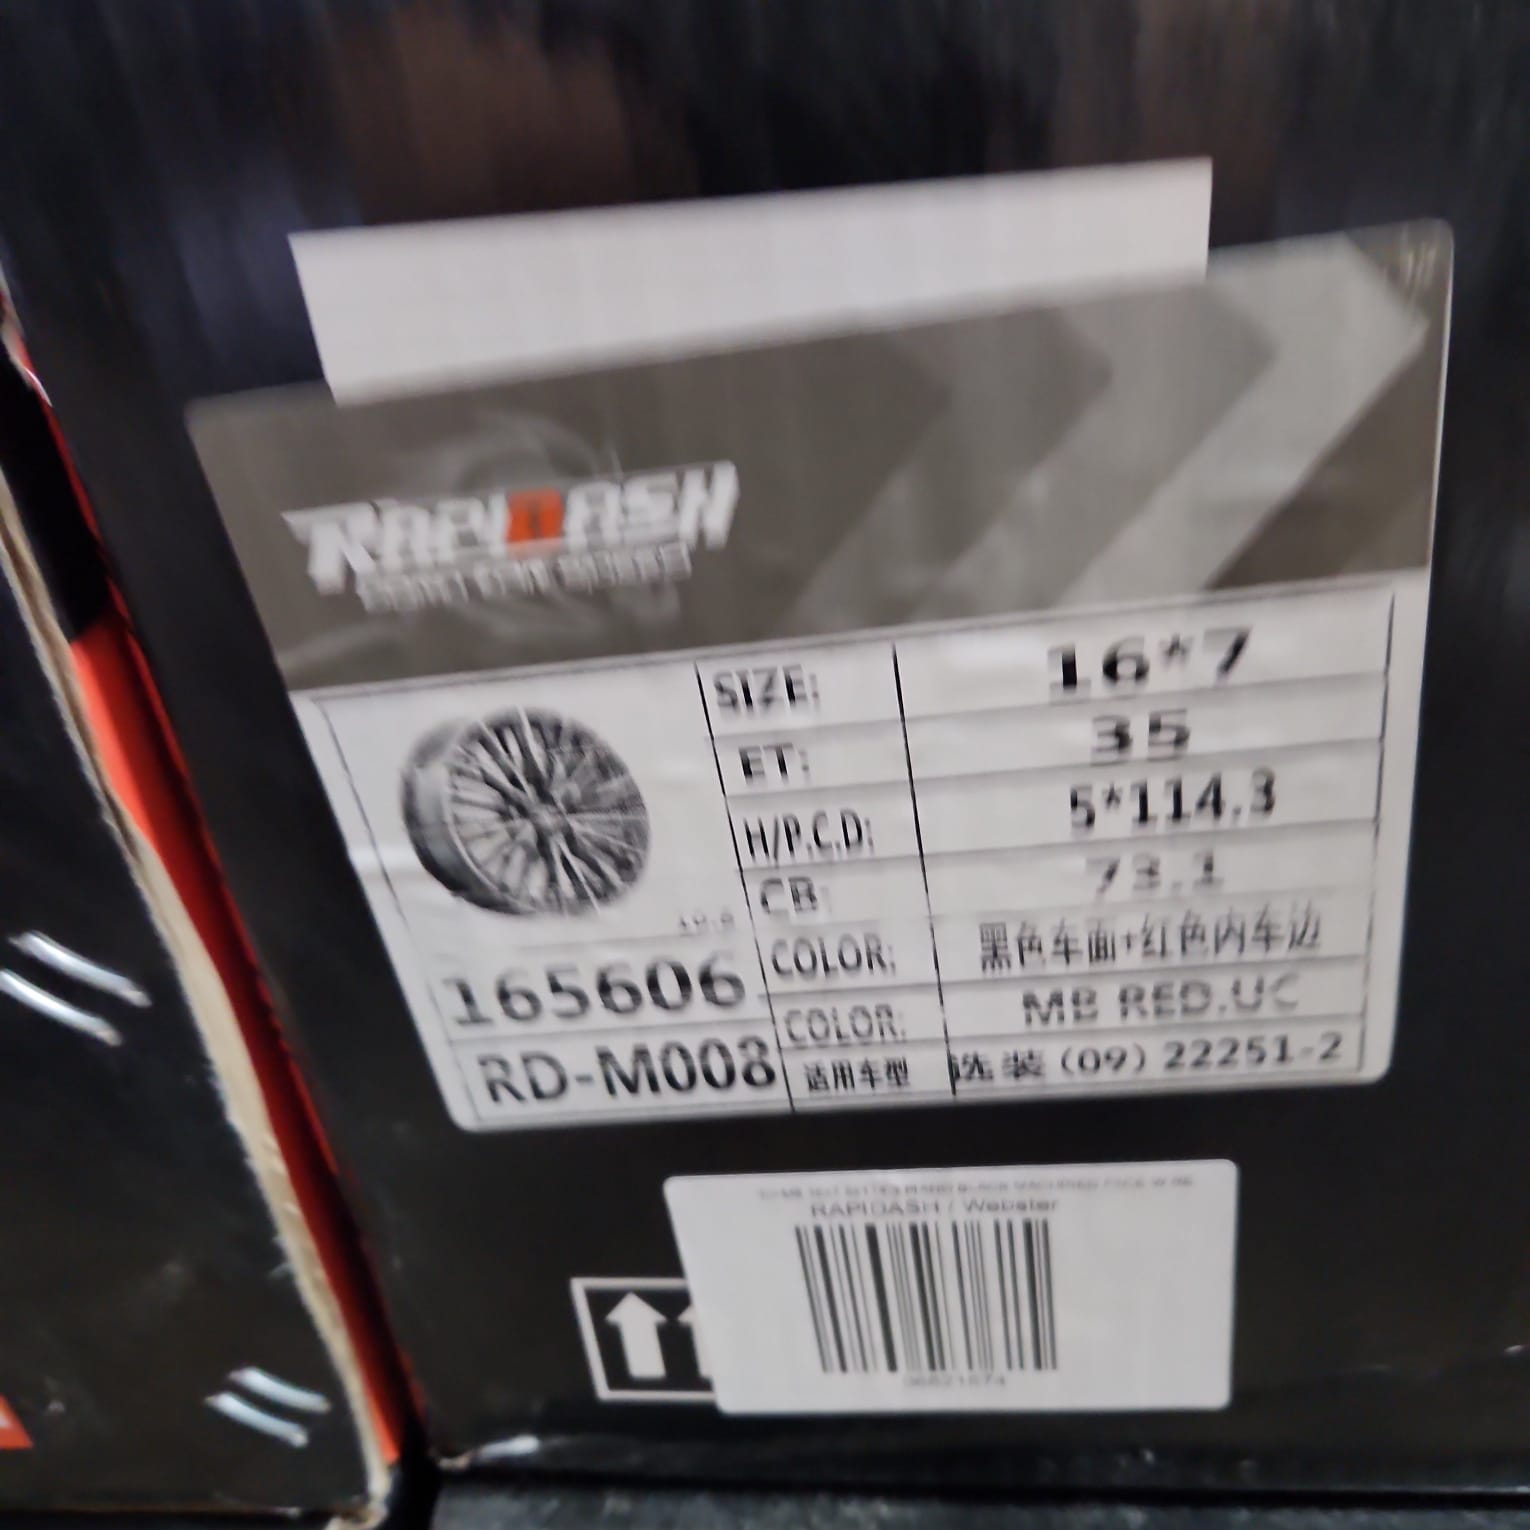 RAPIDASH
SIZE: 16*7
ET: 35
H/P.C.D: 5*114.3
CB: 73.1
COLOR: 黑色车面+红色内车边
165606
COLOR: MB RED.UC
RD-M008
适用车型 选装 (09) 22251-2
RAPIDASH / Webster